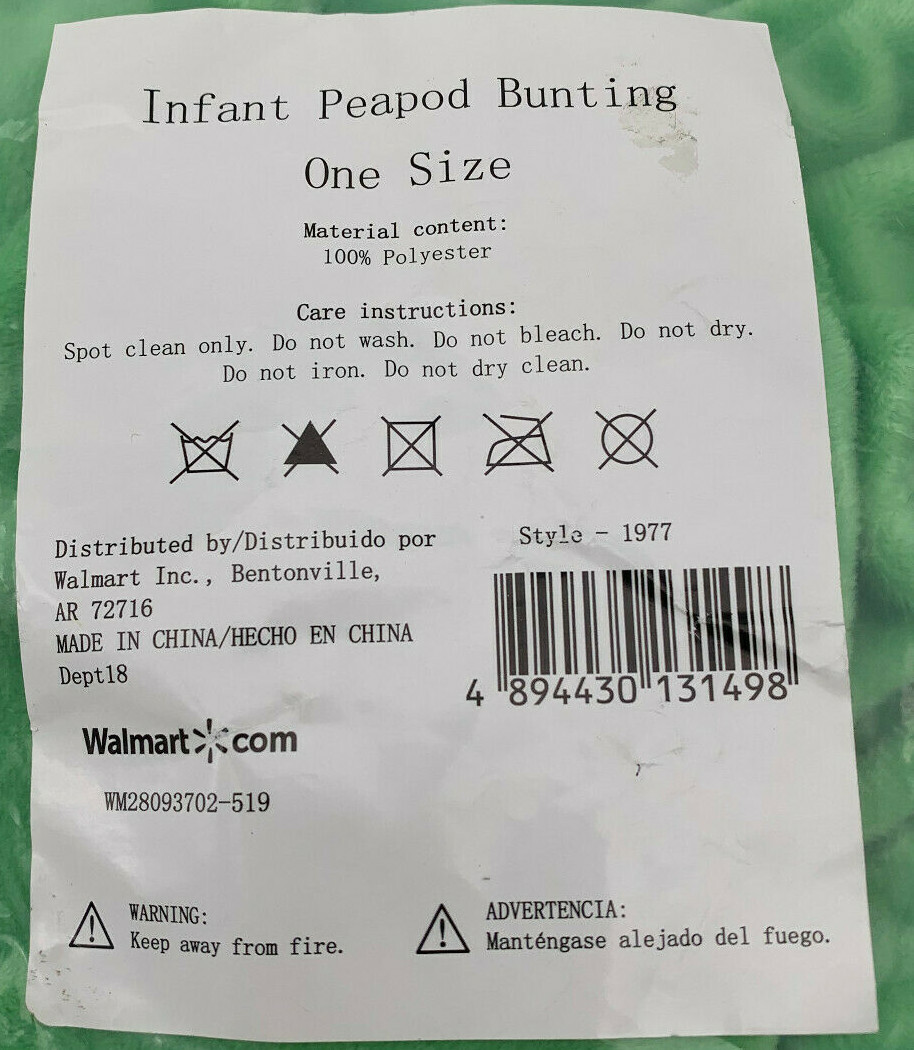 Infant Peapod Bunting
One Size
Material content:
100% Polyester
Care instructions:
Spot clean only. Do not wash. Do not bleach. Do not dry.
Do not iron. Do not dry clean.
Distributed by/Distribuido por
Walmart Inc., Bentonville,
AR 72716
MADE IN CHINA/HECHO EN CHINA
Dept18
Style - 1977
4 894430 131498
Walmart com
WM28093702-519
WARNING:
Keep away from fire.
ADVERTENCIA:
Manténgase alejado del fuego.